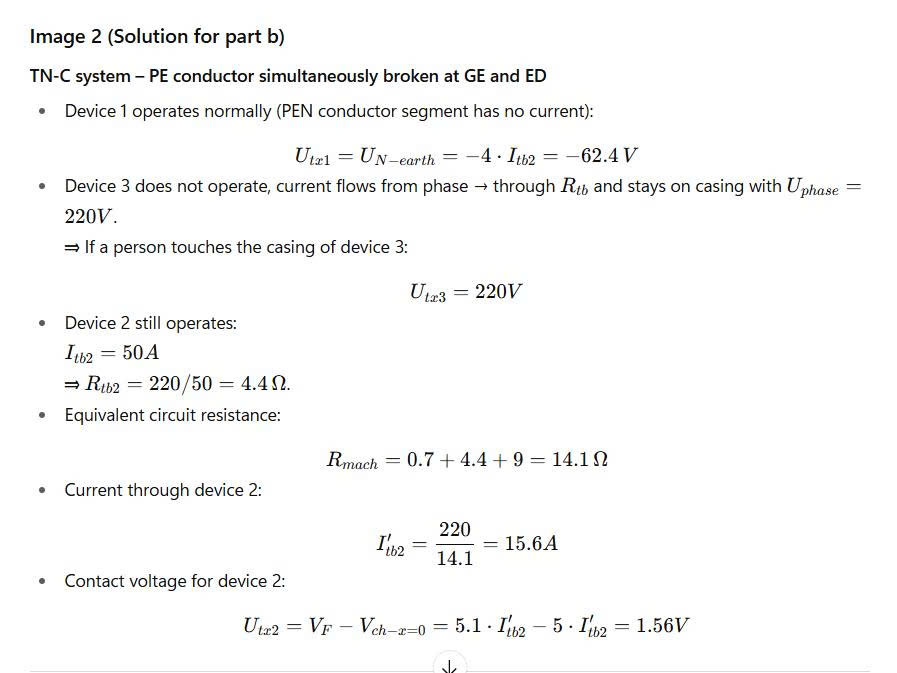 Image 2 (Solution for part b)
TN-C system – PE conductor simultaneously broken at GE and ED
• Device 1 operates normally (PEN conductor segment has no current):
U_{tx1} = U_{N-earth} = −4 · I_{tb2} = −62.4 V
• Device 3 does not operate, current flows from phase → through R_{tb} and stays on casing with U_{phase} =
220V.
⇒ If a person touches the casing of device 3:
U_{tx3} = 220V
• Device 2 still operates:
I_{tb2} = 50A
⇒ R_{tb2} = 220/50 = 4.4 Ω.
• Equivalent circuit resistance:
R_{mach} = 0.7 + 4.4 + 9 = 14.1 Ω
• Current through device 2:
I'_{tb2} = \frac{220}{14.1} = 15.6A
• Contact voltage for device 2:
U_{tx2} = V_F − V_{ch−x=0} = 5.1 · I'_{tb2} − 5 · I'_{tb2} = 1.56V